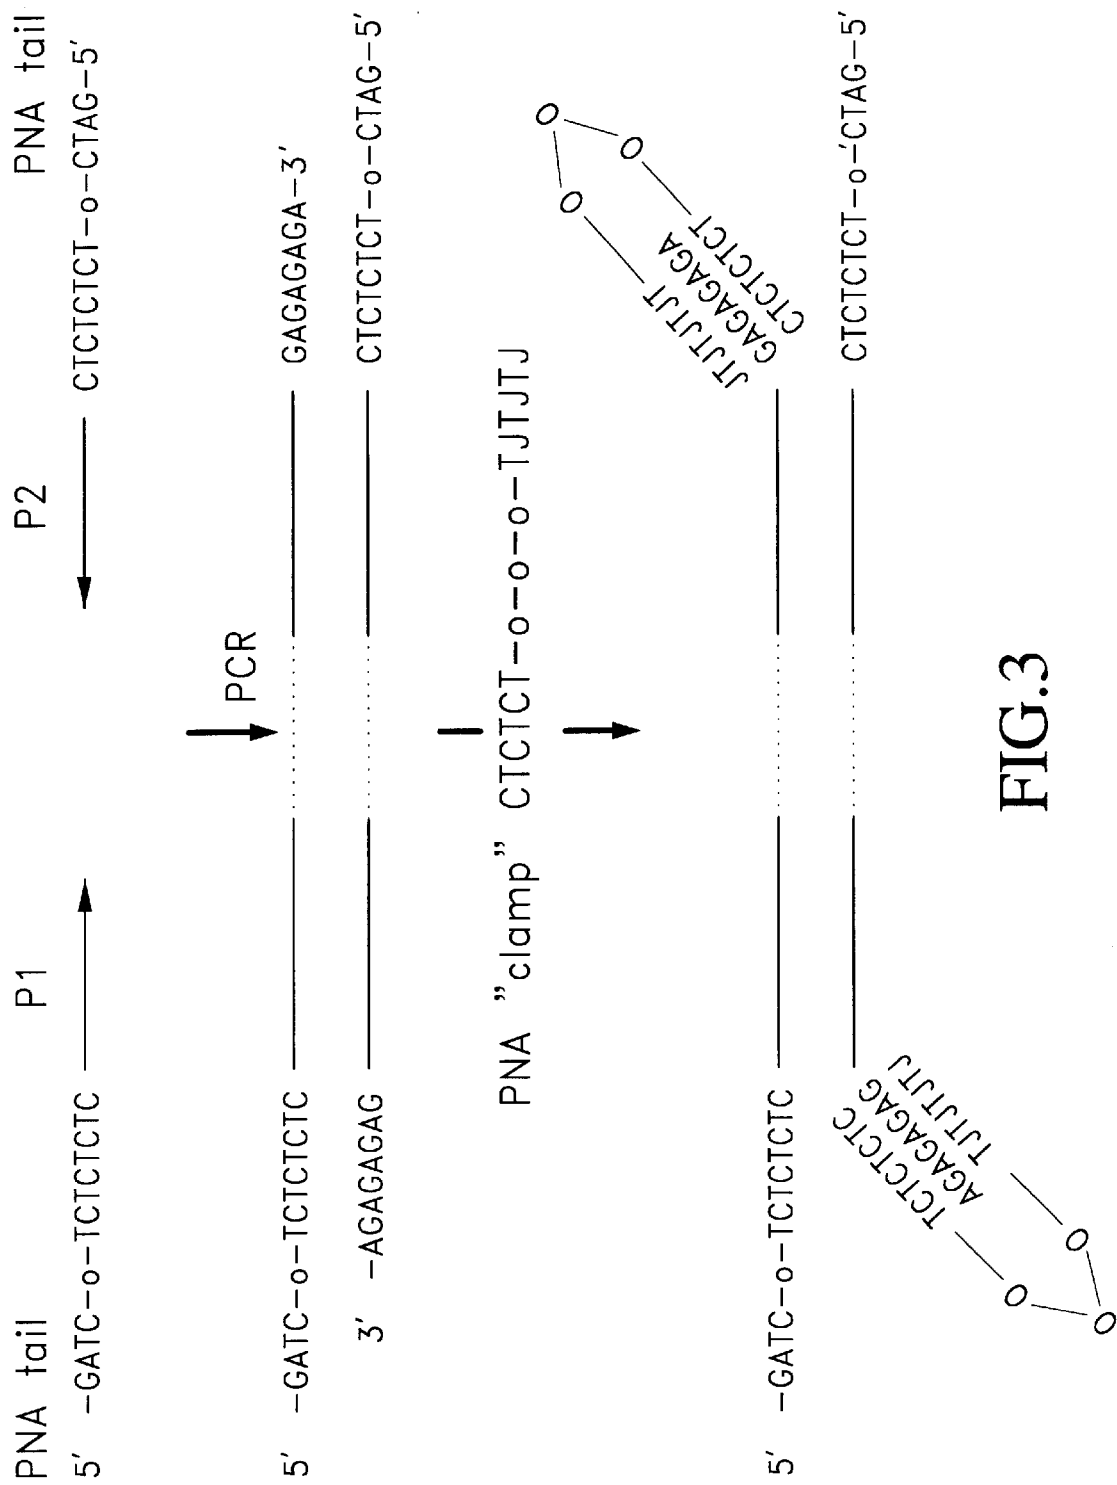 PNA tail P1 P2 PNA tail
5′ –GATC–o–TCTCTCTC CTCTCTCT–o–CTAG–5′
PCR
5′ –GATC–o–TCTCTCTC GAGAGAGA–3′
3′ –AGAGAGAG CTCTCTCT–o–CTAG–5′
PNA ”clamp” CTCTCT–o–o–o–TJTJTJ
O
O O
JTJTJTJT
GAGAGAGA
CTCTCTCT
5′ –GATC–o–TCTCTCTC
CTCTCTCT–o–′CTAG–5′
TCTCTCTC
AGAGAGAG
TJTJTJTJ
O O
O
FIG.3